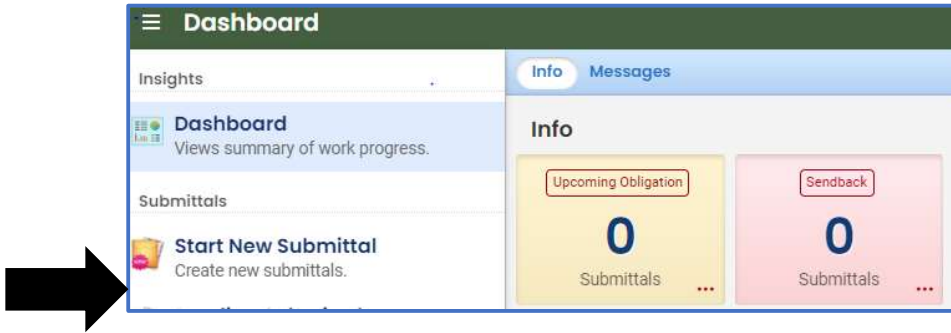 Dashboard
Insights
Dashboard
Views summary of work progress.
Submittals
Start New Submittal
Create new submittals.
Info Messages
Info
Upcoming Obligation
0
Submittals
Sendback
0
Submittals